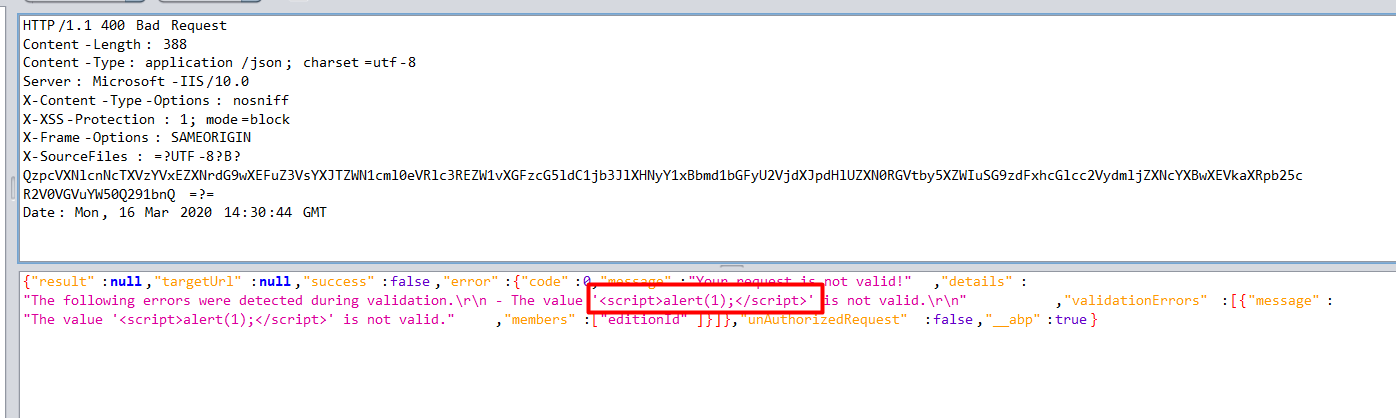 HTTP/1.1 400 Bad Request
Content-Length: 388
Content-Type: application/json; charset=utf-8
Server: Microsoft-IIS/10.0
X-Content-Type-Options: nosniff
X-XSS-Protection: 1; mode=block
X-Frame-Options: SAMEORIGIN
X-SourceFiles: =?UTF-8?B?
QzpcVXNlcnNcTXVzYVxEZXNrdG9wXEFuZ3VsYXJTZWN1cml0eVRlc3REZW1vXGFzcG5ldC1jb3JlXHNyY1xBbmd1bGFyU2VjdXJpdHlUZXN0RGVtby5XZWIuSG9zdFxhcGlcc2VydmljZXNcYXBwXEVkaXRpb25c
R2V0VGVuYW50Q291bnQ =?=
Date: Mon, 16 Mar 2020 14:30:44 GMT
{"result":null,"targetUrl":null,"success":false,"error":{"code":0,"message":"Your request is not valid!","details":
"The following errors were detected during validation.\r\n - The value '<script>alert(1);</script>' is not valid.\r\n","validationErrors":[{"message":
"The value '<script>alert(1);</script>' is not valid.","members":["editionId"]}]},"unAuthorizedRequest":false,"__abp":true}